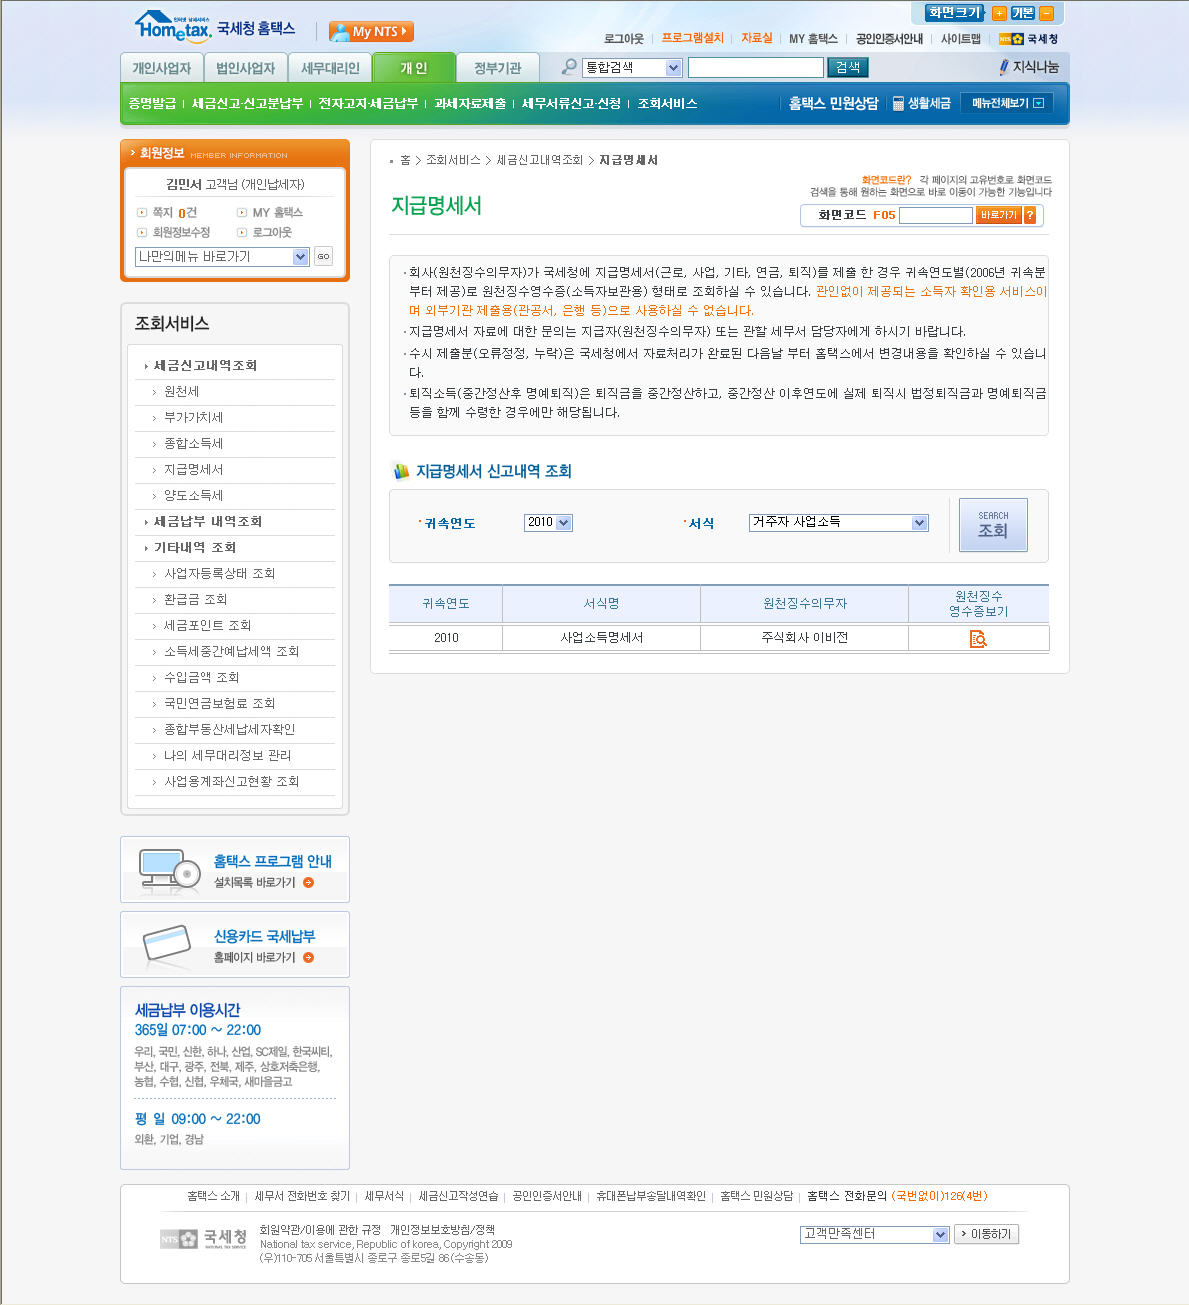 화면크기 + 기본 -
인터넷 납세서비스
Hometax. 국세청 홈택스
My NTS
로그아웃 프로그램설치 자료실 MY 홈택스 공인인증서안내 사이트맵 NTS 국세청
개인사업자 법인사업자 세무대리인 개 인 정부기관
통합검색 검색 지식나눔
증명발급 세금신고·신고분납부 전자고지·세금납부 과세자료제출 세무서류신고·신청 조회서비스
홈택스 민원상담 생활세금 메뉴전체보기
회원정보 MEMBER INFORMATION
김민서 고객님 (개인납세자)
쪽지 0건 MY 홈택스
회원정보수정 로그아웃
나만의메뉴 바로가기 GO
조회서비스
세금신고내역조회
원천세
부가가치세
종합소득세
지급명세서
양도소득세
세금납부 내역조회
기타내역 조회
사업자등록상태 조회
환급금 조회
세금포인트 조회
소득세중간예납세액 조회
수입금액 조회
국민연금보험료 조회
종합부동산세납세자확인
나의 세무대리정보 관리
사업용계좌신고현황 조회
홈택스 프로그램 안내
설치목록 바로가기
신용카드 국세납부
홈페이지 바로가기
세금납부 이용시간
365일 07:00 ~ 22:00
우리, 국민, 신한, 하나, 산업, SC제일, 한국씨티,
부산, 대구, 광주, 전북, 제주, 상호저축은행,
농협, 수협, 신협, 우체국, 새마을금고
평 일 09:00 ~ 22:00
외환, 기업, 경남
홈 > 조회서비스 > 세금신고내역조회 > 지급명세서
지급명세서
화면코드란? 각 페이지의 고유번호로 화면코드
검색을 통해 원하는 화면으로 바로 이동이 가능한 기능입니다
화면코드 F05 바로가기 ?
·회사(원천징수의무자)가 국세청에 지급명세서(근로, 사업, 기타, 연금, 퇴직)를 제출 한 경우 귀속연도별(2006년 귀속분
부터 제공)로 원천징수영수증(소득자보관용) 형태로 조회하실 수 있습니다. 관인없이 제공되는 소득자 확인용 서비스이
며 외부기관 제출용(관공서, 은행 등)으로 사용하실 수 없습니다.
·지급명세서 자료에 대한 문의는 지급자(원천징수의무자) 또는 관할 세무서 담당자에게 하시기 바랍니다.
·수시 제출분(오류정정, 누락)은 국세청에서 자료처리가 완료된 다음날 부터 홈택스에서 변경내용을 확인하실 수 있습니
다.
·퇴직소득(중간정산후 명예퇴직)은 퇴직금을 중간정산하고, 중간정산 이후연도에 실제 퇴직시 법정퇴직금과 명예퇴직금
등을 함께 수령한 경우에만 해당됩니다.
지급명세서 신고내역 조회
귀속연도 2010 서식 거주자 사업소득 SEARCH
조회
귀속연도 서식명 원천징수의무자 원천징수
영수증보기
2010 사업소득명세서 주식회사 이비전
홈택스 소개 세무서 전화번호 찾기 세무서식 세금신고작성연습 공인인증서안내 휴대폰납부송달내역확인 홈택스 민원상담 홈택스 전화문의 (국번없이)126(4번)
NTS 국세청
NATIONAL TAX SERVICE
회원약관/이용에 관한 규정 개인정보보호방침/정책
National tax service, Republic of korea, Copyright 2009
(우)110-705 서울특별시 종로구 종로5길 86(수송동)
고객만족센터 > 이동하기